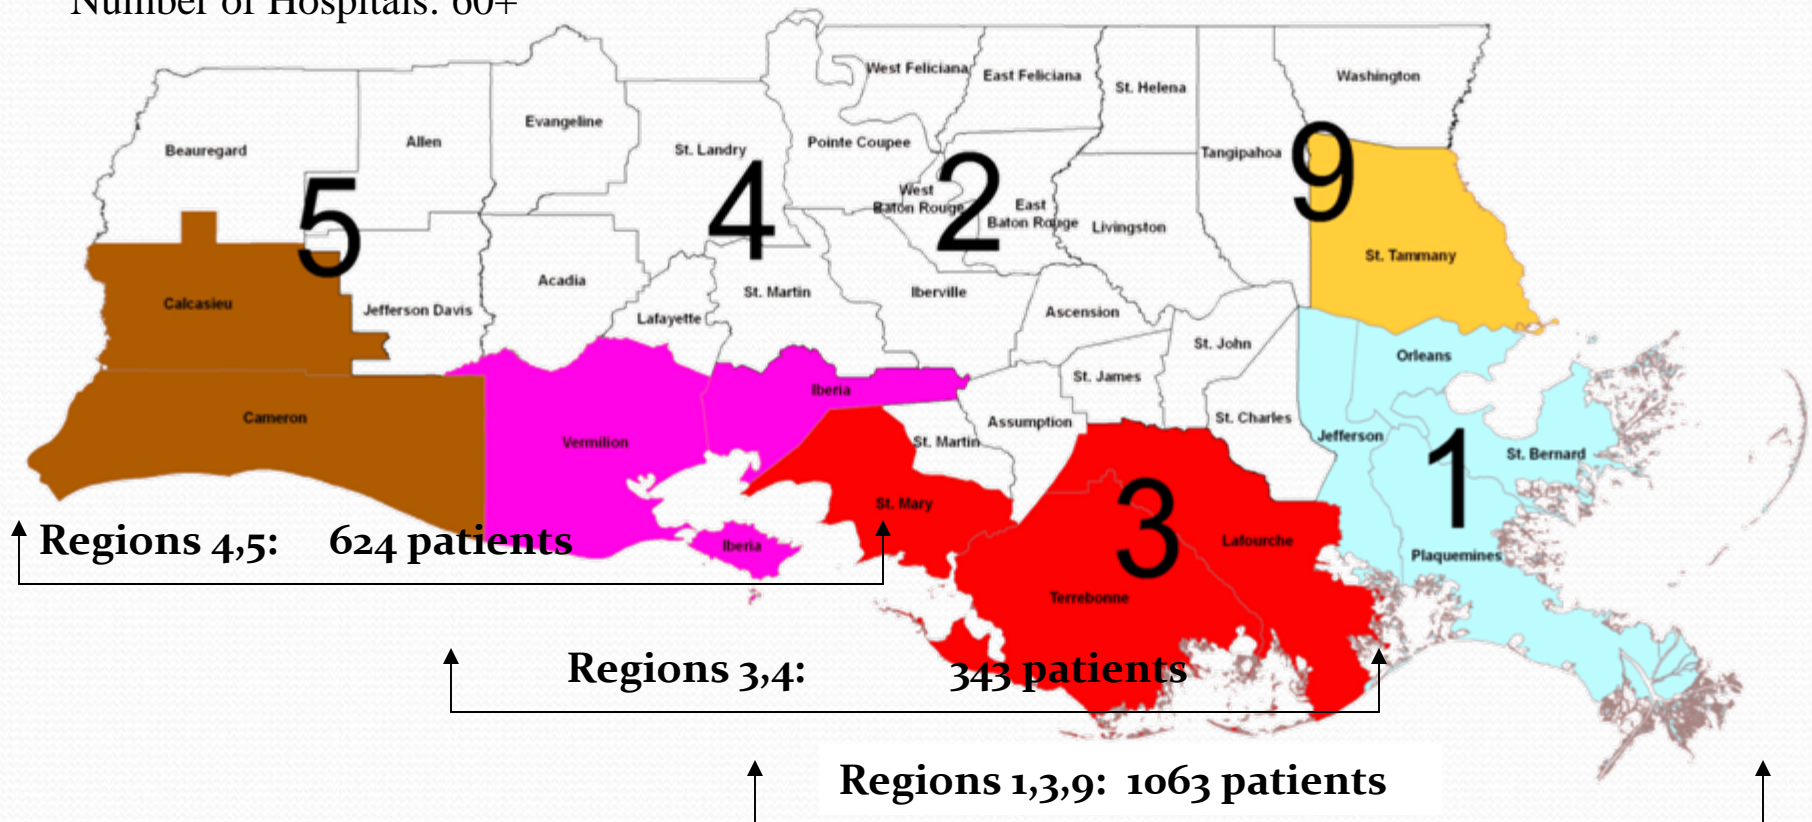 Number of Hospitals: 60+
West Feliciana
East Feliciana
St. Helena
Washington
Evangeline
Beauregard
Allen
St. Landry
Pointe Coupee
Tangipahoa
9
5
4
2
West
Baton Rouge
East
Baton Rouge
Livingston
St. Tammany
Calcasieu
Jefferson Davis
Acadia
Lafayette
St. Martin
Iberville
Ascension
St. John
Orleans
St. James
Iberia
Cameron
Vermilion
St. Martin
Assumption
St. Charles
Jefferson
1
St. Bernard
St. Mary
3
Lafourche
Plaquemines
Iberia
Terrebonne
Regions 4,5: 624 patients
Regions 3,4: 343 patients
Regions 1,3,9: 1063 patients